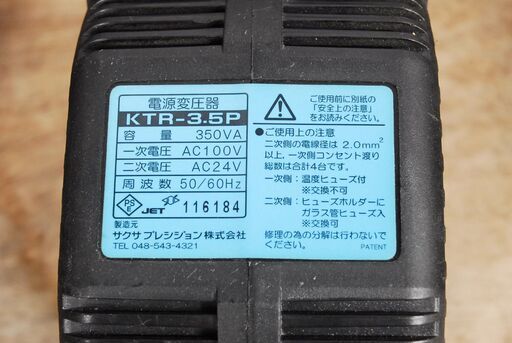 電源変圧器
KTR-3.5P
容量 350VA
一次電圧 AC100V
二次電圧 AC24V
周波数 50/60Hz
PS
E
JET
116184
製造元
サクサ プレシジョン株式会社
TEL 048-543-4321
ご使用前に別紙の
「安全上の注意」
をお読みください。
●ご使用上の注意
二次側の電線径は 2.0mm²
以上、一次側コンセント渡り
総数は合計4台です。
一次側：温度ヒューズ付
※交換不可
二次側：ヒューズホルダーに
ガラス管ヒューズ入
※交換可
修理の為の分解は行わないで
ください。
PATENT